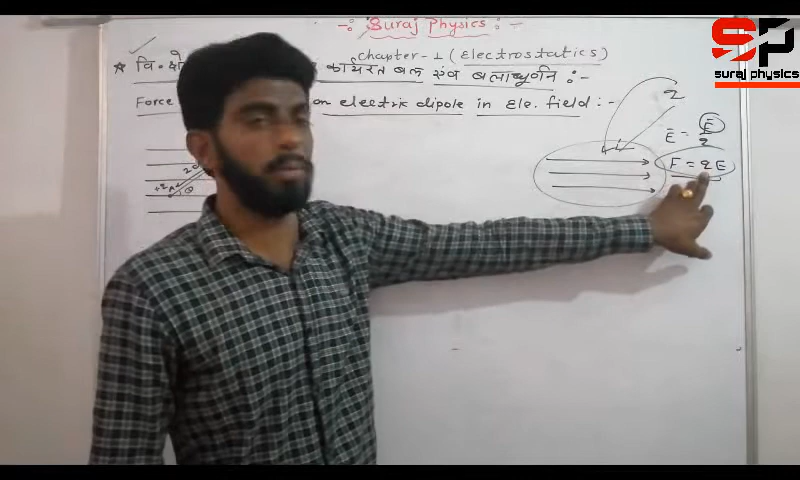 -: Suraj Physics :-
chapter-1 (Electrostatics)
* वि. कार्यरत बल एवं बलाघूर्ण :-
Force on electric dipole in Ele. field :-
q
E = F
q
F = qE
2
+q A
θ
SP
suraj physics